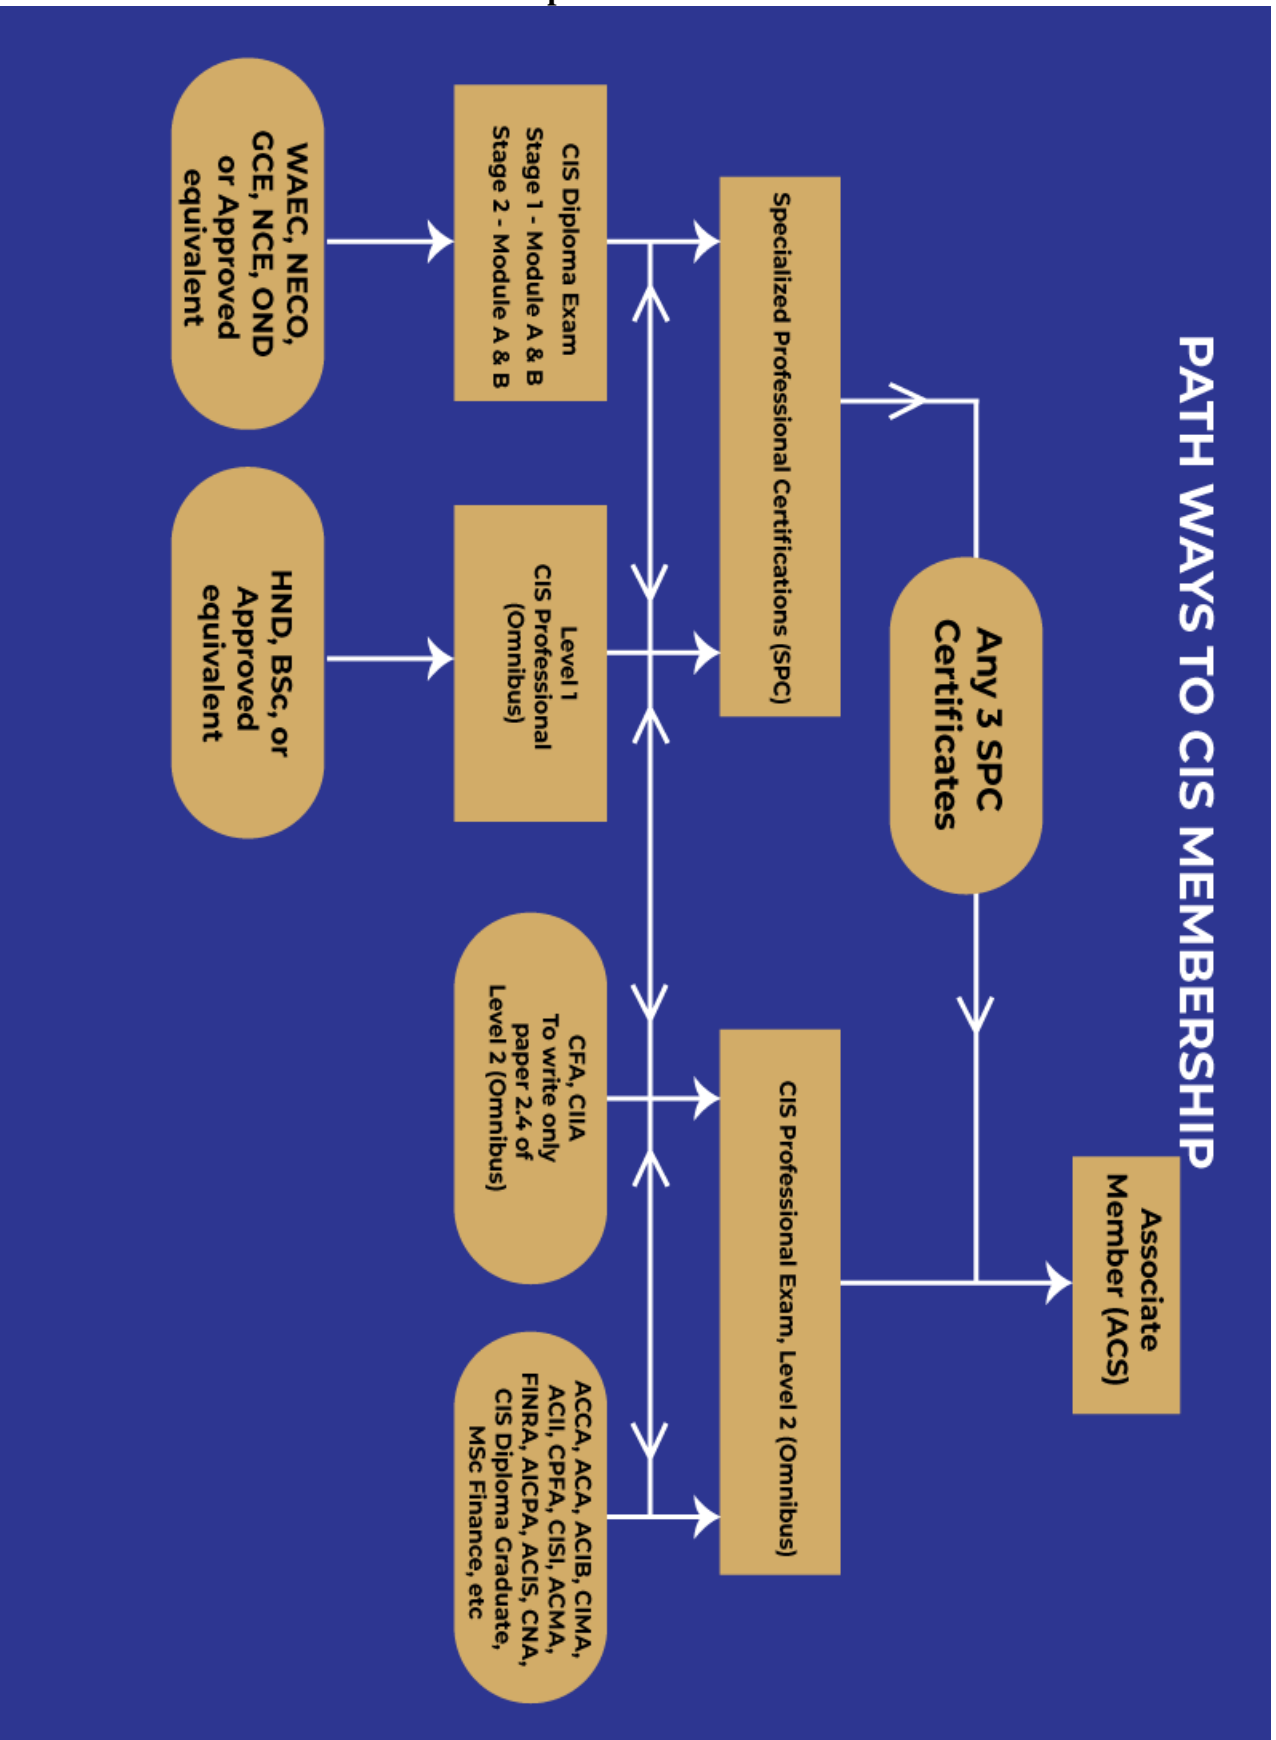 PATH WAYS TO CIS MEMBERSHIP
Associate
Member (ACS)
Any 3 SPC
Certificates
Specialized Professional Certifications (SPC)
CIS Professional Exam, Level 2 (Omnibus)
CIS Diploma Exam
Stage 1 - Module A & B
Stage 2 - Module A & B
Level 1
CIS Professional
(Omnibus)
CFA, CIIA
To write only
paper 2.4 of
Level 2 (Omnibus)
ACCA, ACA, ACIB, CIMA,
ACII, CPFA, CISI, ACMA,
FINRA, AICPA, ACIS, CNA,
CIS Diploma Graduate,
MSc Finance, etc
WAEC, NECO,
GCE, NCE, OND
or Approved
equivalent
HND, BSc, or
Approved
equivalent